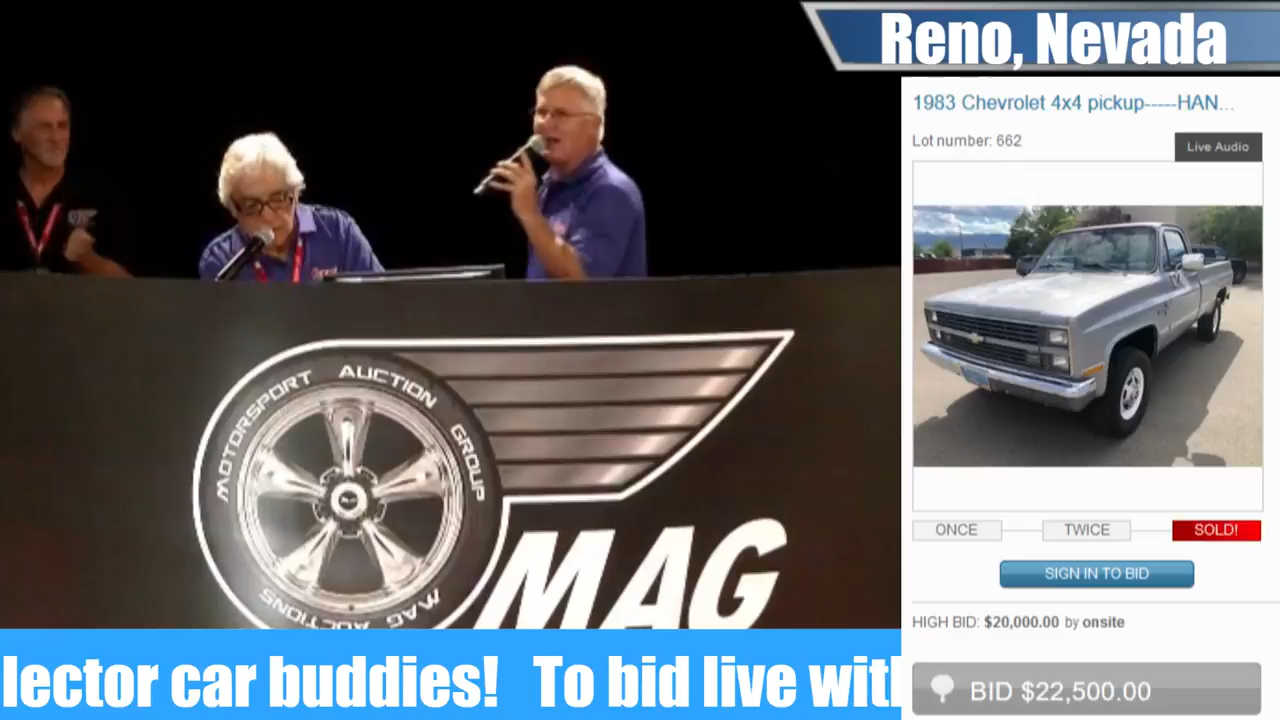 Reno, Nevada
1983 Chevrolet 4x4 pickup-----HAN...
Lot number: 662
Live Audio
MOTORSPORT AUCTION GROUP
MAG AUCTIONS
MAG
ONCE
TWICE
SOLD!
SIGN IN TO BID
HIGH BID: $20,000.00 by onsite
BID $22,500.00
lector car buddies! To bid live with